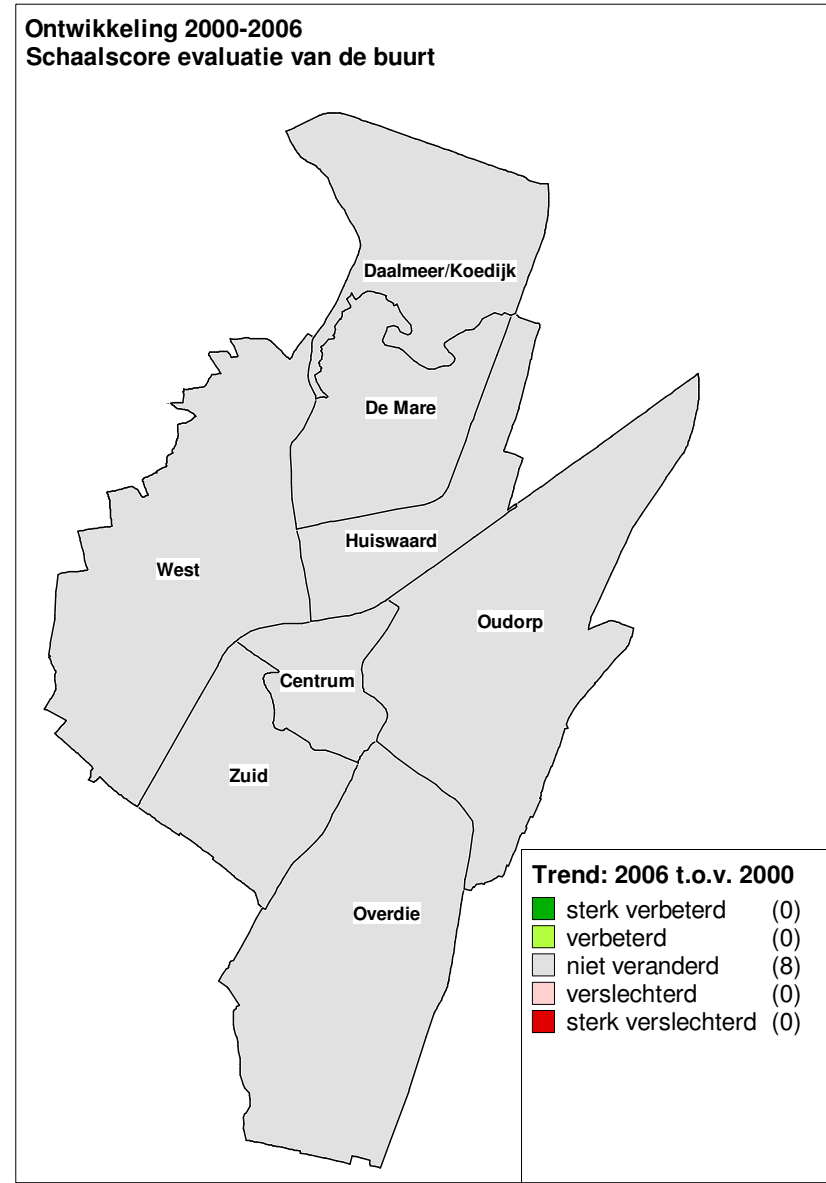 Ontwikkeling 2000-2006
Schaalscore evaluatie van de buurt
Daalmeer/Koedijk
De Mare
Huiswaard
West
Oudorp
Centrum
Zuid
Overdie
Trend: 2006 t.o.v. 2000
sterk verbeterd (0)
verbeterd (0)
niet veranderd (8)
verslechterd (0)
sterk verslechterd (0)